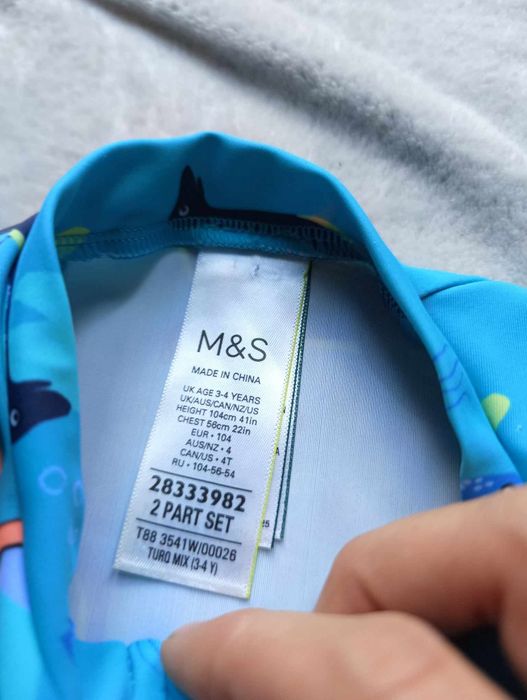 M&S
MADE IN CHINA
UK AGE 3-4 YEARS
UK/AUS/CAN/NZ/US
HEIGHT 104cm 41in
CHEST 56cm 22in
EUR • 104
AUS/NZ • 4
CAN/US • 4T
RU • 104-56-54
28333982
2 PART SET
T88 3541W/00026
TURQ MIX (3-4 Y)